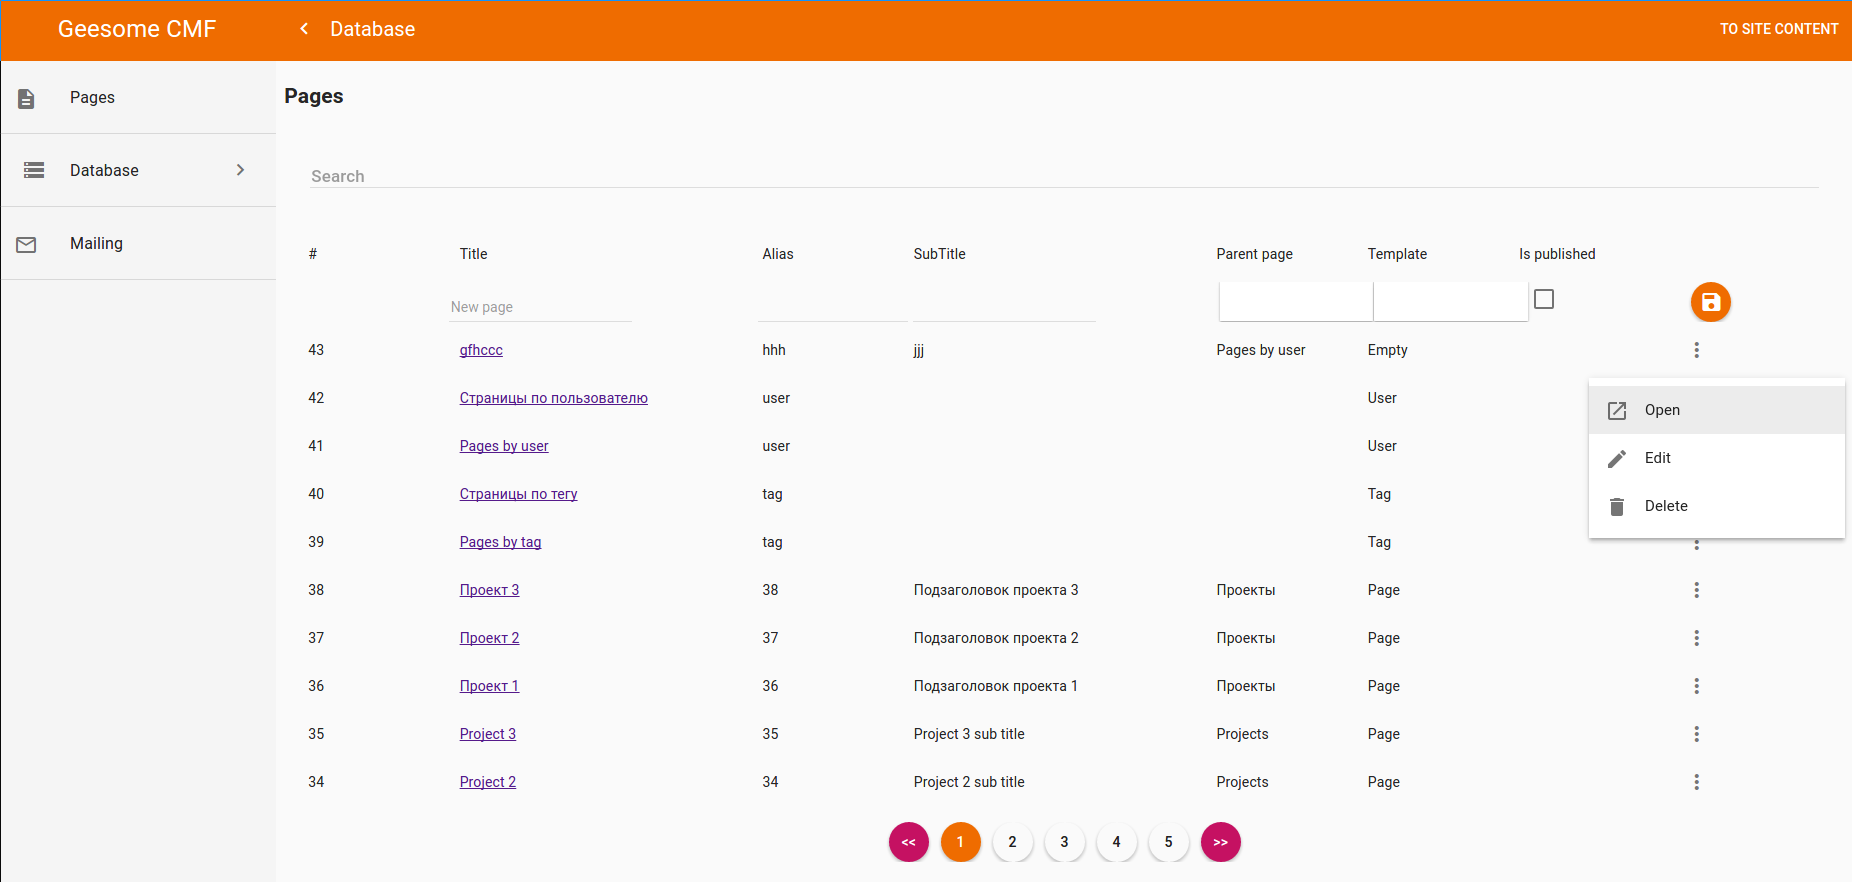 Geesome CMF
Database
TO SITE CONTENT
Pages
Database
Mailing
Pages
Search
# Title Alias SubTitle Parent page Template Is published
New page
43 gfhccc hhh jjj Pages by user Empty
42 Страницы по пользователю user User
41 Pages by user user User
40 Страницы по тегу tag Tag
39 Pages by tag tag Tag
38 Проект 3 38 Подзаголовок проекта 3 Проекты Page
37 Проект 2 37 Подзаголовок проекта 2 Проекты Page
36 Проект 1 36 Подзаголовок проекта 1 Проекты Page
35 Project 3 35 Project 3 sub title Projects Page
34 Project 2 34 Project 2 sub title Projects Page
Open
Edit
Delete
<< 1 2 3 4 5 >>